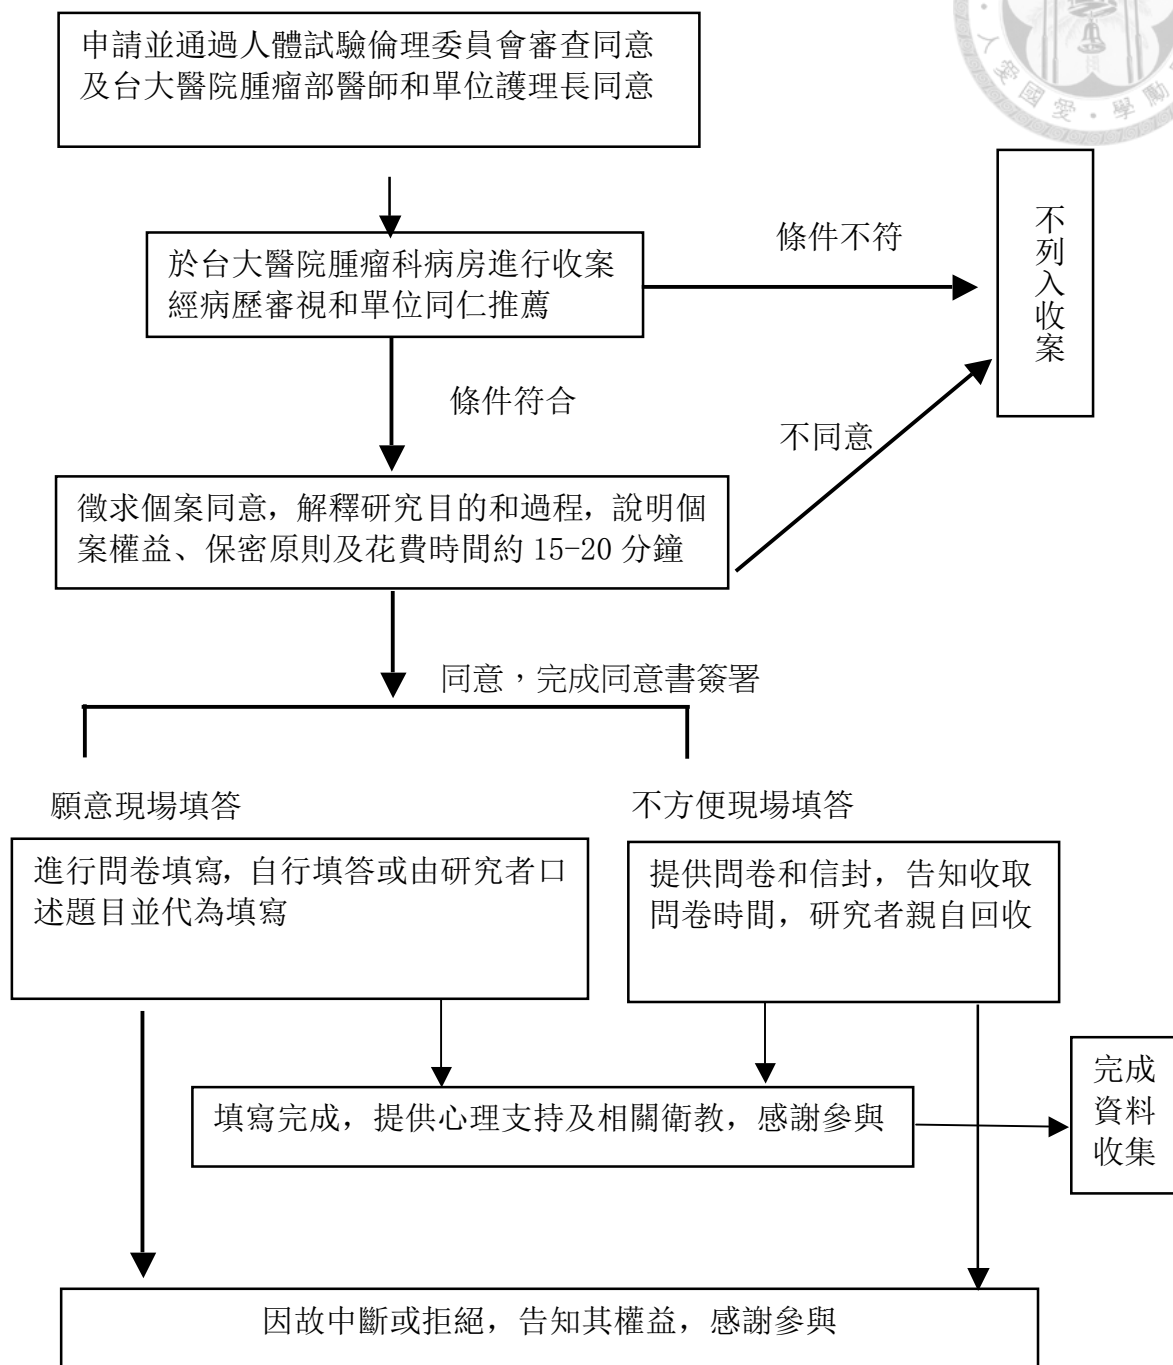 申請並通過人體試驗倫理委員會審查同意
及台大醫院腫瘤部醫師和單位護理長同意
於台大醫院腫瘤科病房進行收案
經病歷審視和單位同仁推薦
條件不符
不列入收案
條件符合
不同意
徵求個案同意，解釋研究目的和過程，說明個
案權益、保密原則及花費時間約 15-20 分鐘
同意，完成同意書簽署
願意現場填答
不方便現場填答
進行問卷填寫，自行填答或由研究者口
述題目並代為填寫
提供問卷和信封，告知收取
問卷時間，研究者親自回收
填寫完成，提供心理支持及相關衛教，感謝參與
完成
資料
收集
因故中斷或拒絕，告知其權益，感謝參與